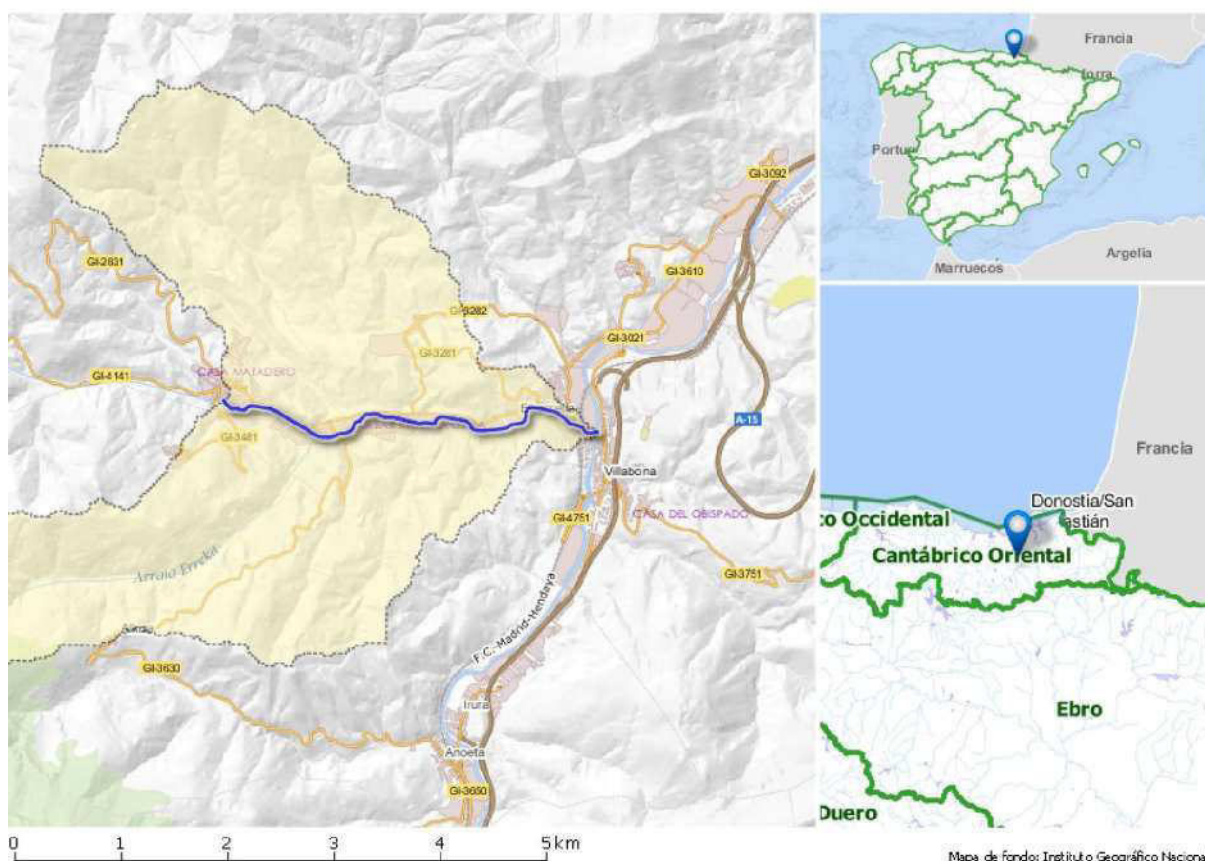 GI-3092
GI-2631
GI-3610
GI-3282
GI-3021
GI-3281
CASA MATADERO
GI-4141
A-15
GI-3481
Villabona
GI-4751
CASA DEL OBISPADO
GI-3751
Arroio Erreka
F.C.-Madrid-Hendaya
GI-3630
Irura
Anoeta
GI-3650
0 1 2 3 4 5 km
Francia
Argelia
Marruecos
Francia
Donostia/San
Occidental
Cantábrico Oriental
Ebro
Duero
Mapa de fondo: Instituto Geográfico Naciona